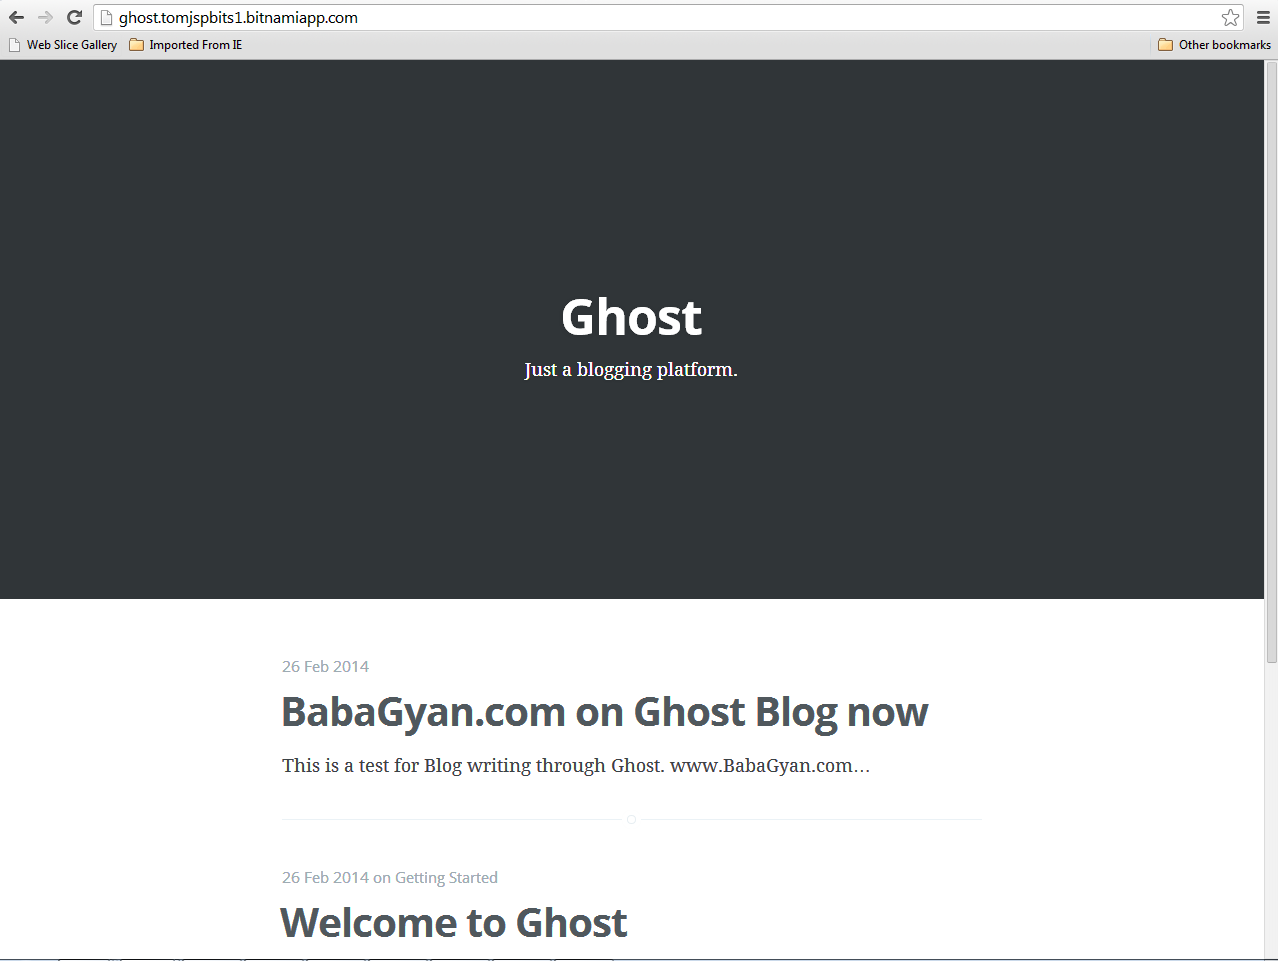 ghost.tomjspbits1.bitnamiapp.com
Web Slice Gallery Imported From IE Other bookmarks
Ghost
Just a blogging platform.
26 Feb 2014
BabaGyan.com on Ghost Blog now
This is a test for Blog writing through Ghost. www.BabaGyan.com…
26 Feb 2014 on Getting Started
Welcome to Ghost